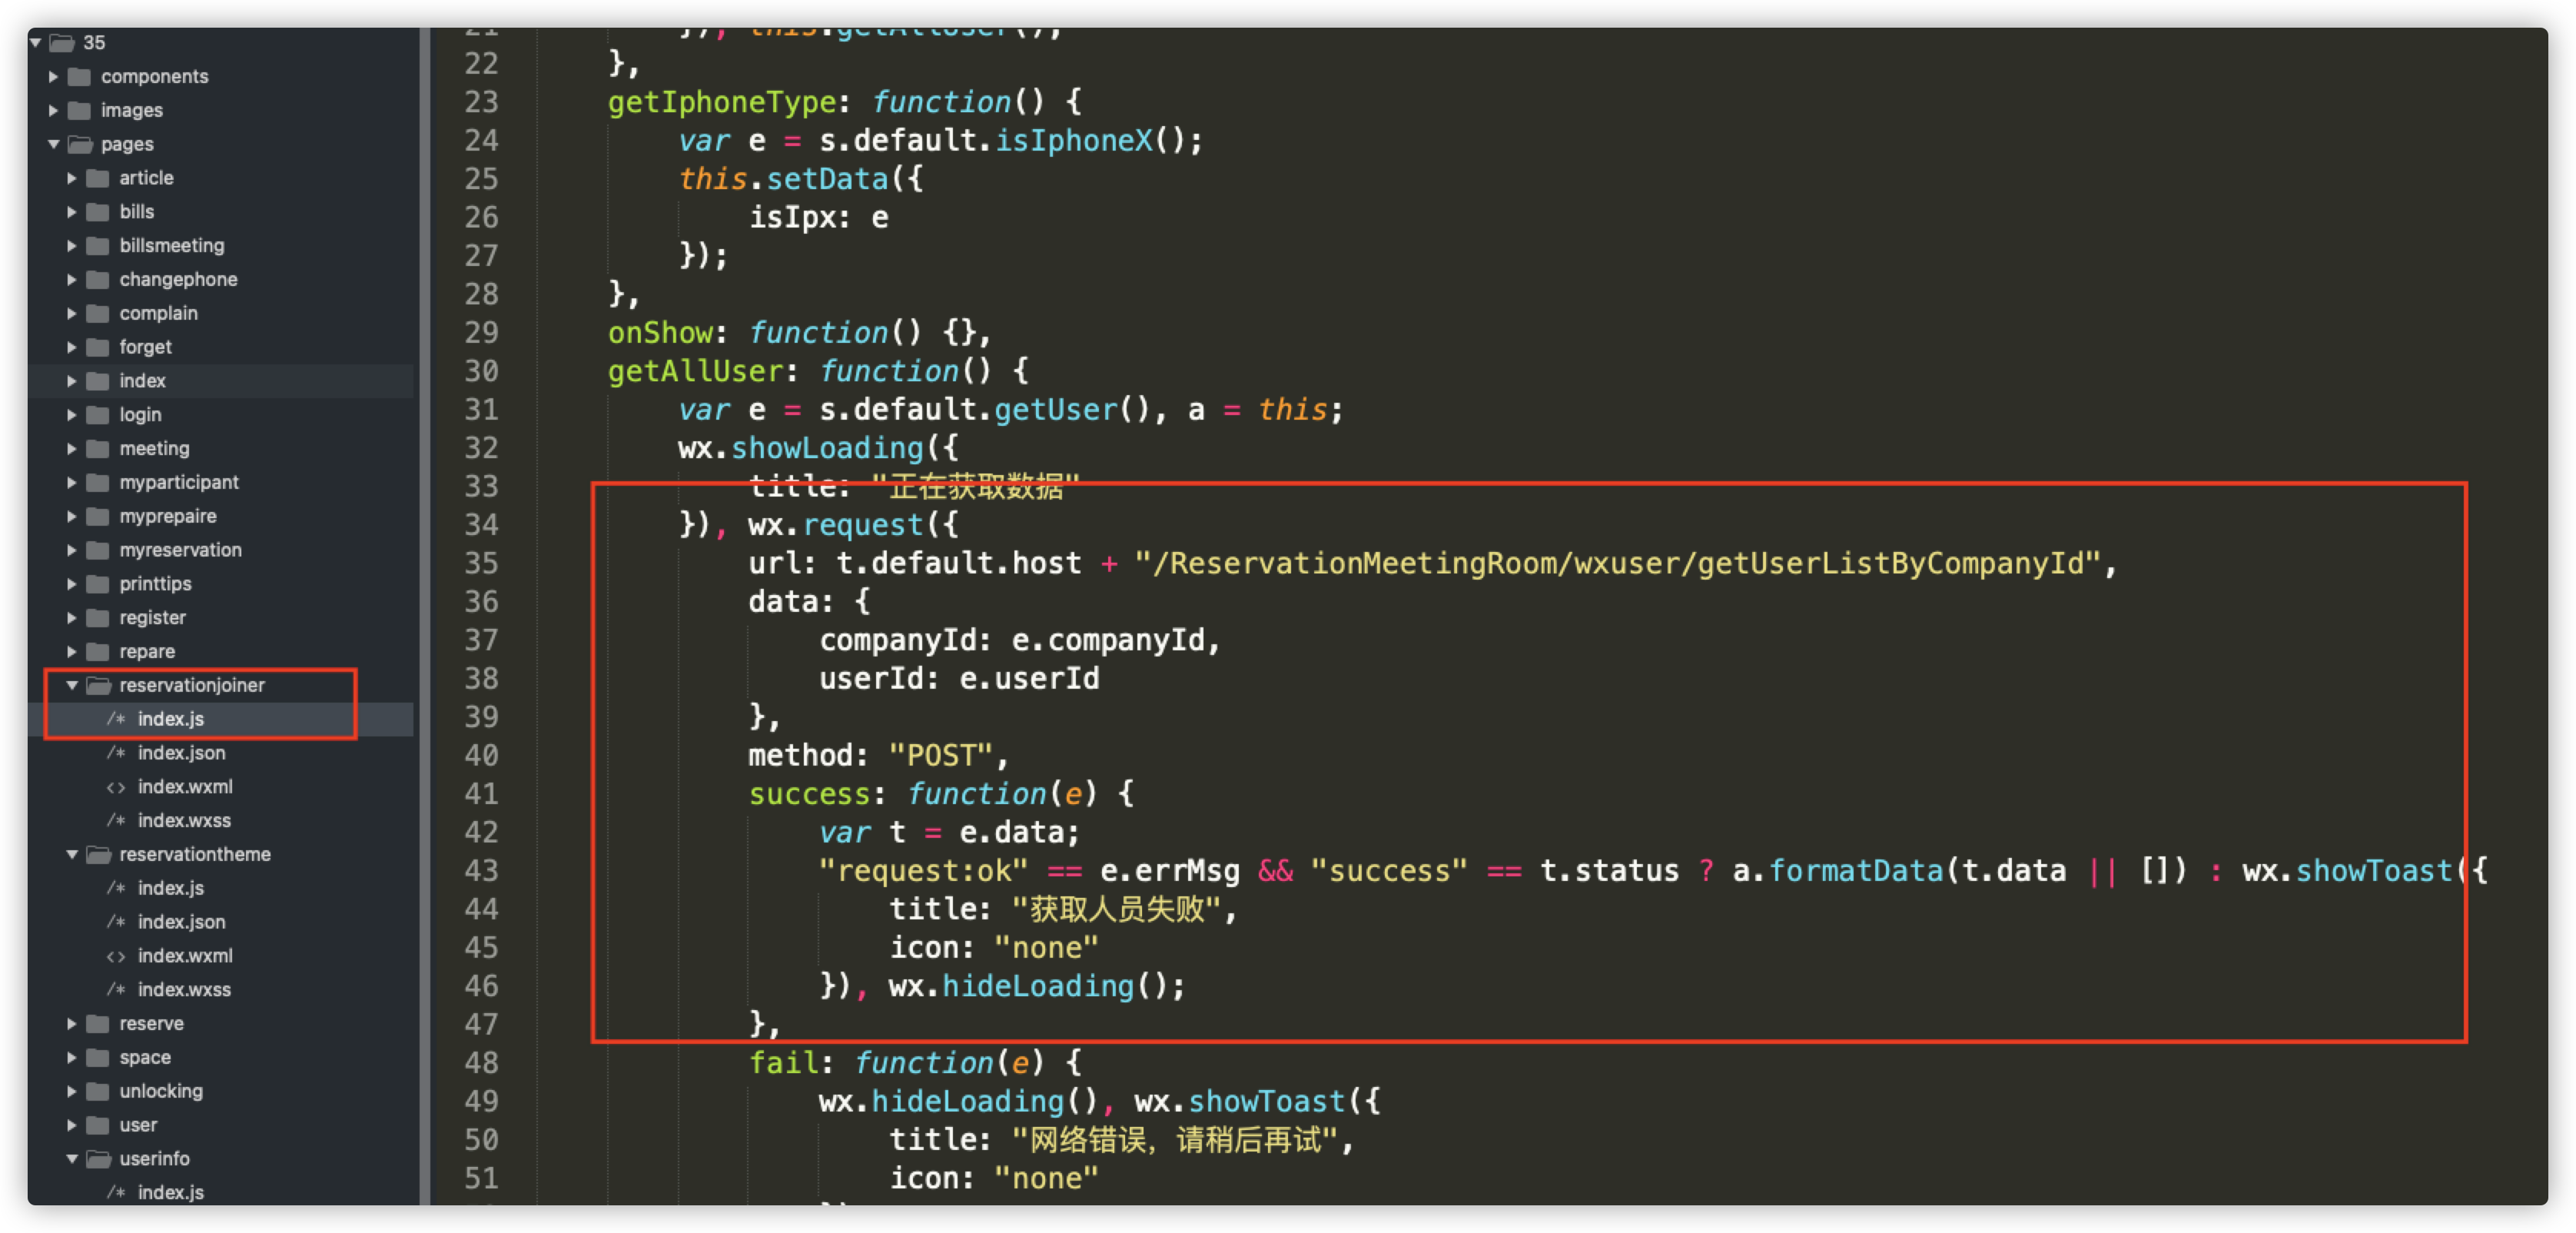 35
components
images
pages
article
bills
billsmeeting
changephone
complain
forget
index
login
meeting
myparticipant
myprepaire
myreservation
printtips
register
repare
reservationjoiner
/* index.js
/* index.json
<> index.wxml
/* index.wxss
reservationtheme
/* index.js
/* index.json
<> index.wxml
/* index.wxss
reserve
space
unlocking
user
userinfo
/* index.js
21 }), this.getAllUser();
22 },
23 getIphoneType: function() {
24 var e = s.default.isIphoneX();
25 this.setData({
26 isIpx: e
27 });
28 },
29 onShow: function() {},
30 getAllUser: function() {
31 var e = s.default.getUser(), a = this;
32 wx.showLoading({
33 title: "正在获取数据"
34 }), wx.request({
35 url: t.default.host + "/ReservationMeetingRoom/wxuser/getUserListByCompanyId",
36 data: {
37 companyId: e.companyId,
38 userId: e.userId
39 },
40 method: "POST",
41 success: function(e) {
42 var t = e.data;
43 "request:ok" == e.errMsg && "success" == t.status ? a.formatData(t.data || []) : wx.showToast({
44 title: "获取人员失败",
45 icon: "none"
46 }), wx.hideLoading();
47 },
48 fail: function(e) {
49 wx.hideLoading(), wx.showToast({
50 title: "网络错误，请稍后再试",
51 icon: "none"